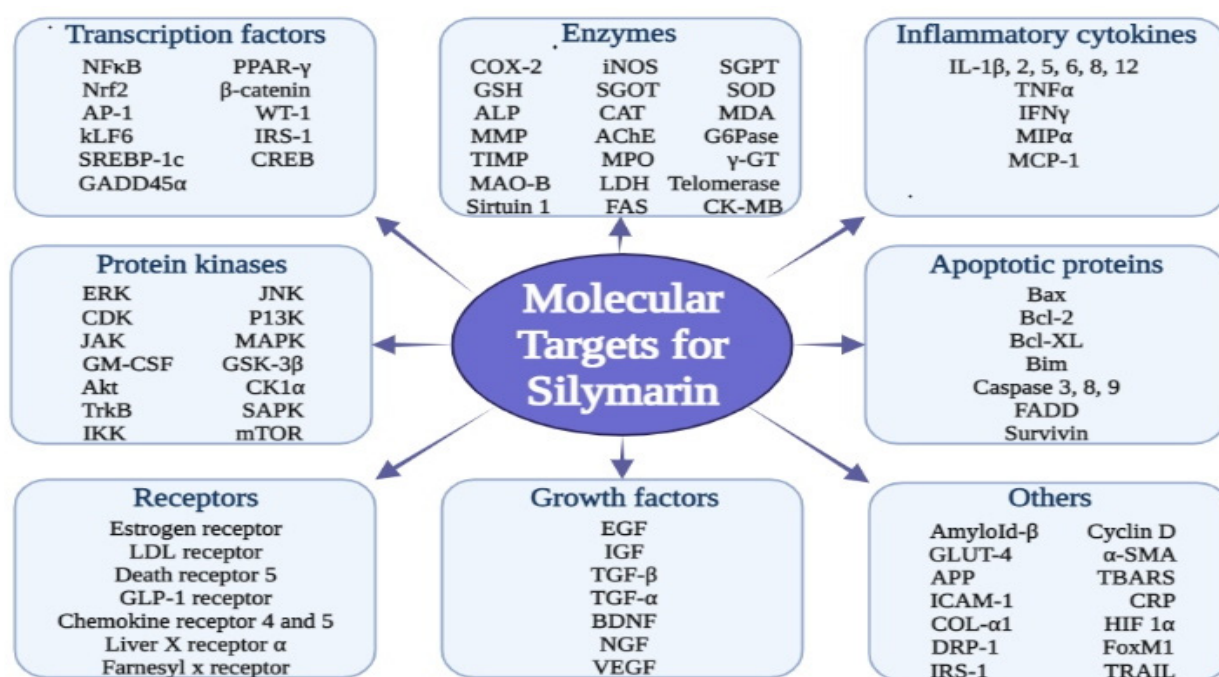 Transcription factors
NFκB PPAR-γ
Nrf2 β-catenin
AP-1 WT-1
kLF6 IRS-1
SREBP-1c CREB
GADD45α
Enzymes
COX-2 iNOS SGPT
GSH SGOT SOD
ALP CAT MDA
MMP AChE G6Pase
TIMP MPO γ-GT
MAO-B LDH Telomerase
Sirtuin 1 FAS CK-MB
Inflammatory cytokines
IL-1β, 2, 5, 6, 8, 12
TNFα
IFNγ
MIPα
MCP-1
Protein kinases
ERK JNK
CDK P13K
JAK MAPK
GM-CSF GSK-3β
Akt CK1α
TrkB SAPK
IKK mTOR
Molecular
Targets for
Silymarin
Apoptotic proteins
Bax
Bcl-2
Bcl-XL
Bim
Caspase 3, 8, 9
FADD
Survivin
Receptors
Estrogen receptor
LDL receptor
Death receptor 5
GLP-1 receptor
Chemokine receptor 4 and 5
Liver X receptor α
Farnesyl x receptor
Growth factors
EGF
IGF
TGF-β
TGF-α
BDNF
NGF
VEGF
Others
AmyloId-β Cyclin D
GLUT-4 α-SMA
APP TBARS
ICAM-1 CRP
COL-α1 HIF 1α
DRP-1 FoxM1
IRS-1 TRAIL